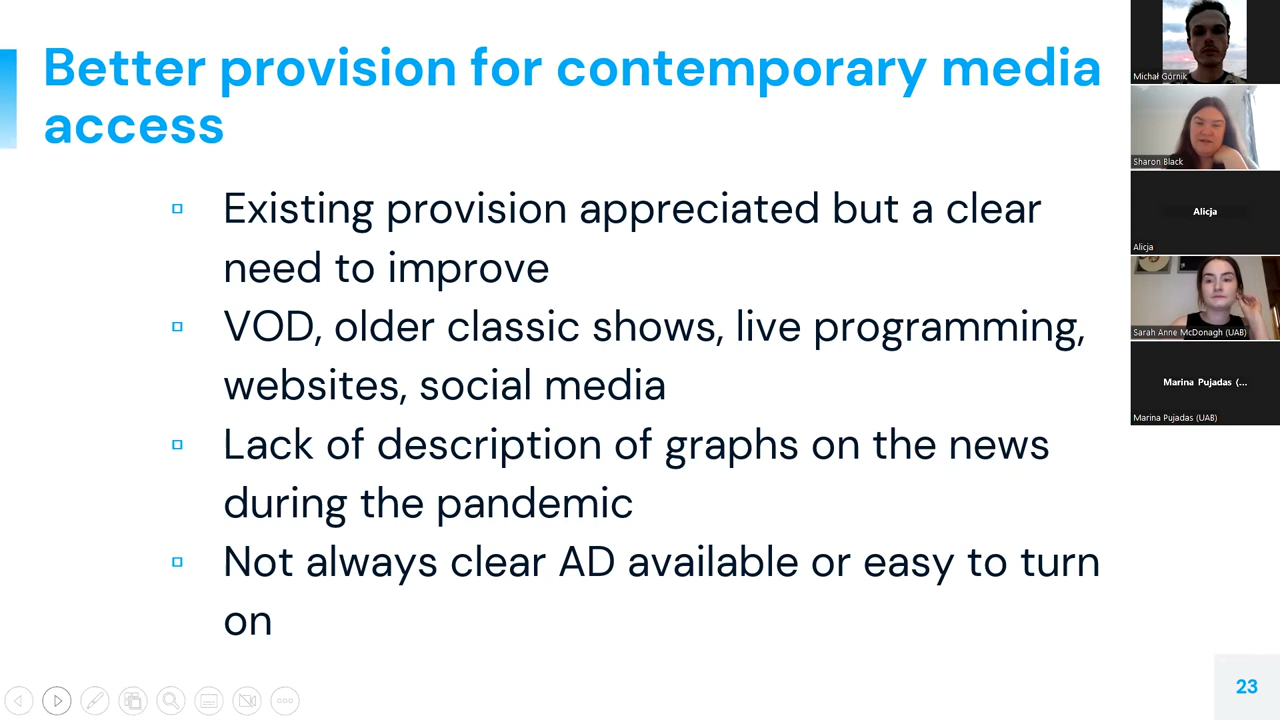 Better provision for contemporary media
access
▫ Existing provision appreciated but a clear
need to improve
▫ VOD, older classic shows, live programming,
websites, social media
▫ Lack of description of graphs on the news
during the pandemic
▫ Not always clear AD available or easy to turn
on
23
Michał Górnik
Sharon Black
Alicja
Alicja
Sarah Anne McDonagh (UAB)
Marina Pujadas (...
Marina Pujadas (UAB)